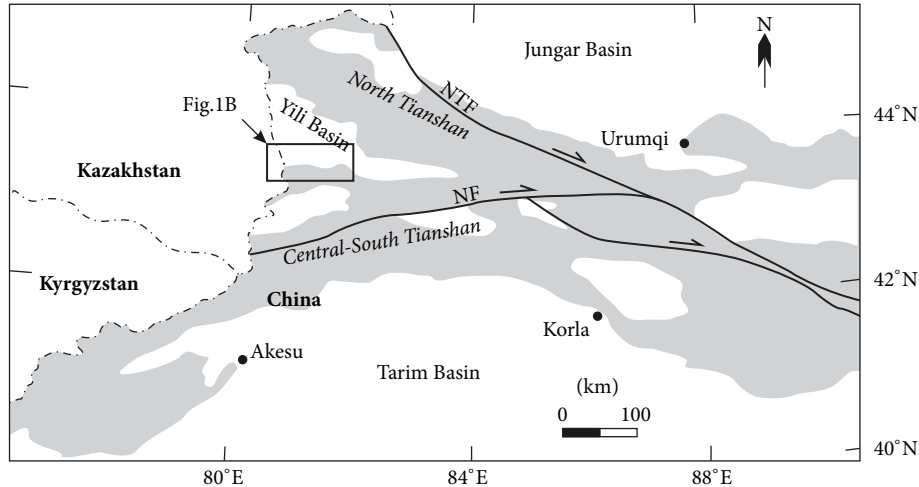 N
Jungar Basin
NTF
North Tianshan
Fig.1B
Yili Basin
44°N
Urumqi
Kazakhstan
NF
Central-South Tianshan
Kyrgyzstan
China
42°N
Korla
Akesu
Tarim Basin
(km)
0 100
40°N
80°E 84°E 88°E